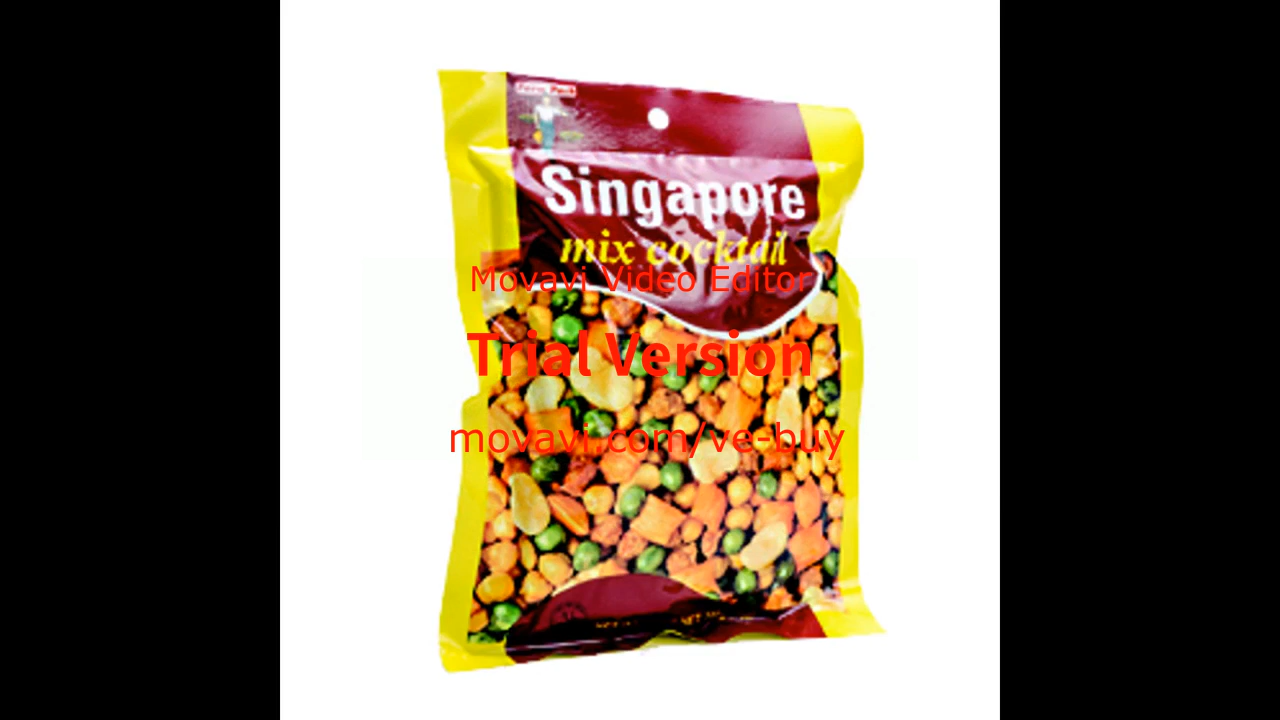 Singapore
mix cocktail
Movavi Video Editor
Trial Version
movavi.com/ve-buy